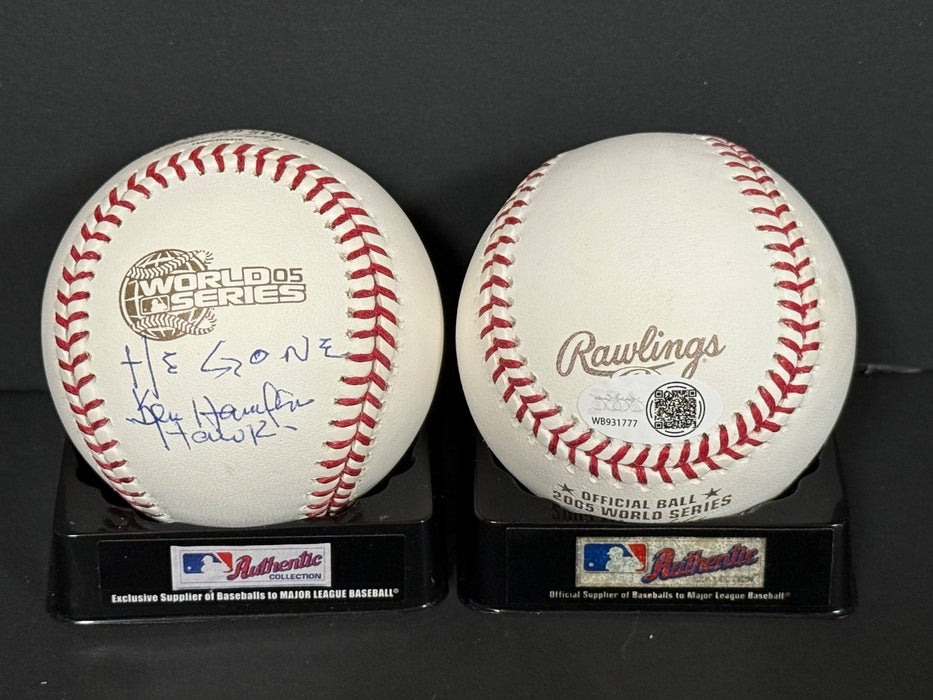 WORLD 05
SERIES
HE GONE
Ken Hawk
Rawlings
WB931777
OFFICIAL BALL
2005 WORLD SERIES
Authentic
COLLECTION
Exclusive Supplier of Baseballs to MAJOR LEAGUE BASEBALL®
Authentic
Official Supplier of Baseballs to Major League Baseball®